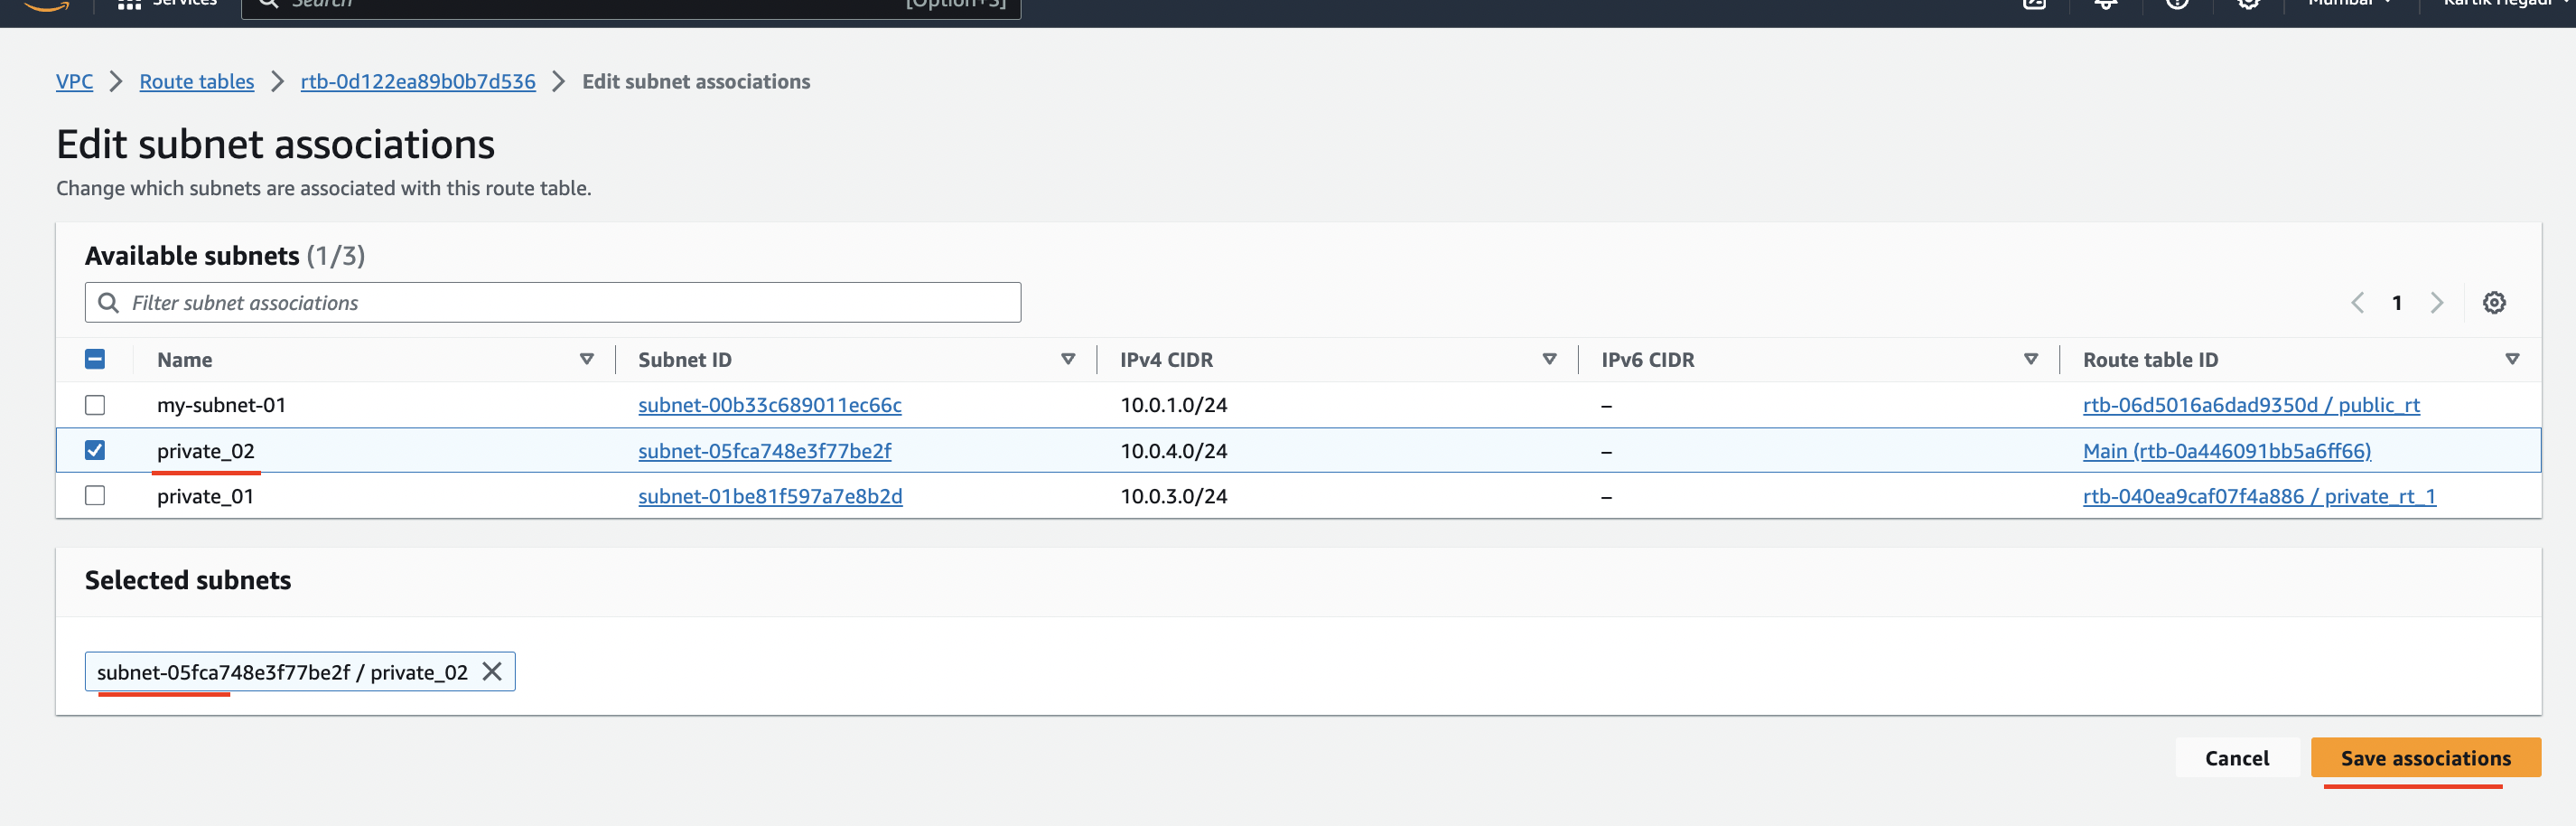 Services Search [Option+S] Mumbai Kartik Hegadi
VPC Route tables rtb-0d122ea89b0b7d536 Edit subnet associations
Edit subnet associations
Change which subnets are associated with this route table.
Available subnets (1/3)
Filter subnet associations 1
Name Subnet ID IPv4 CIDR IPv6 CIDR Route table ID
my-subnet-01 subnet-00b33c689011ec66c 10.0.1.0/24 – rtb-06d5016a6dad9350d / public_rt
private_02 subnet-05fca748e3f77be2f 10.0.4.0/24 – Main (rtb-0a446091bb5a6ff66)
private_01 subnet-01be81f597a7e8b2d 10.0.3.0/24 – rtb-040ea9caf07f4a886 / private_rt_1
Selected subnets
subnet-05fca748e3f77be2f / private_02
Cancel Save associations